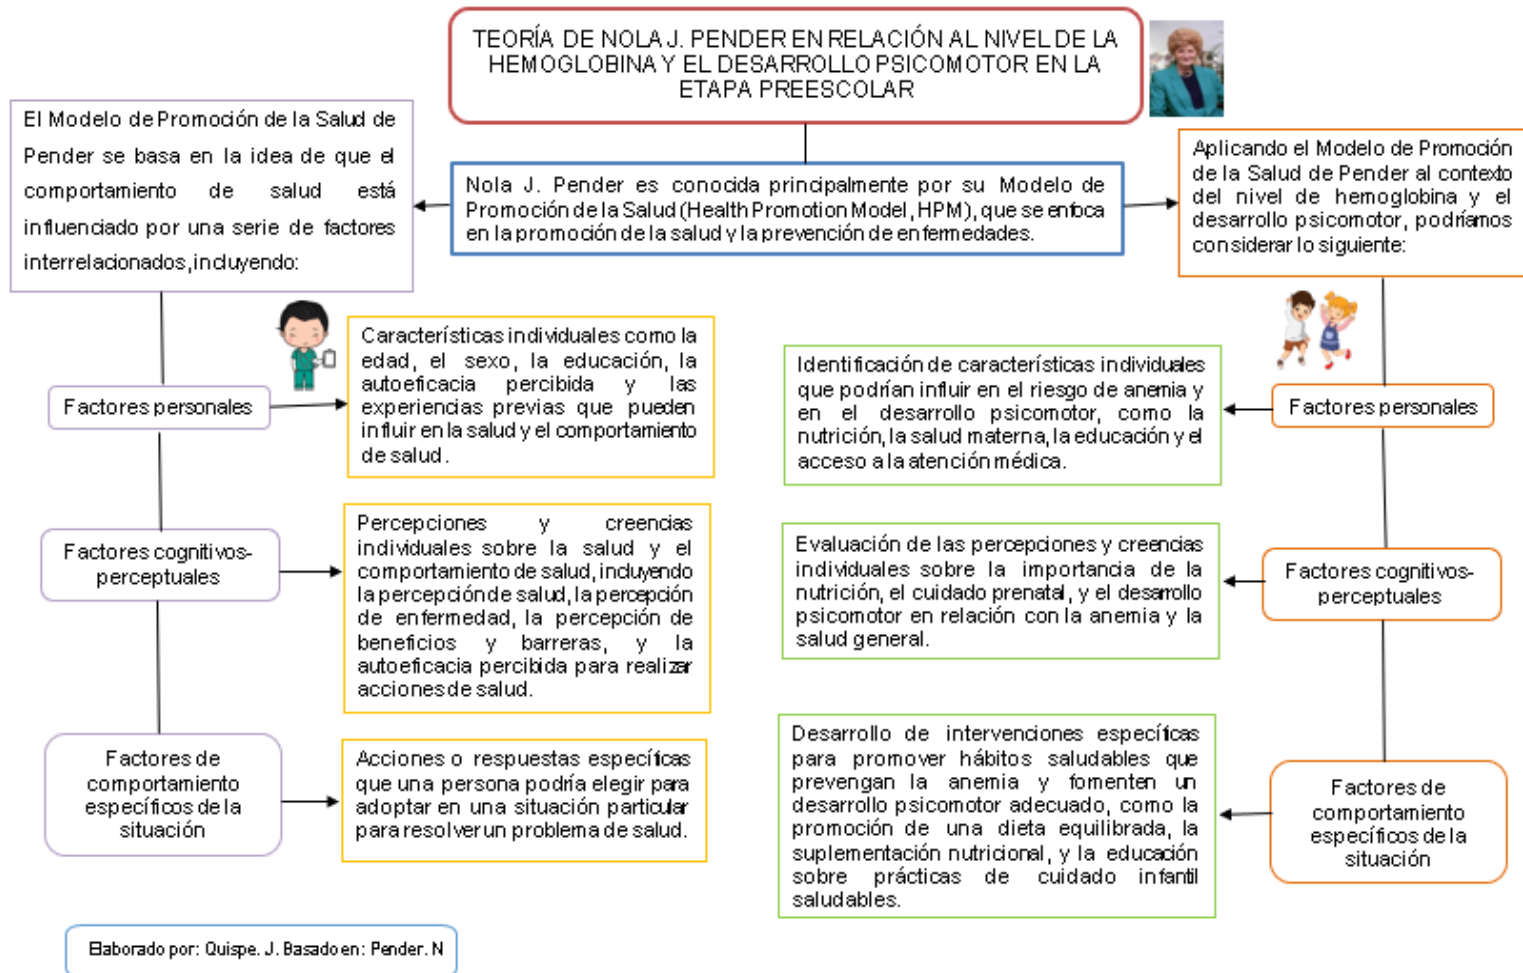 TEORÍA DE NOLA J. PENDER EN RELACIÓN AL NIVEL DE LA
HEMOGLOBINA Y EL DESARROLLO PSICOMOTOR EN LA
ETAPA PREESCOLAR
El Modelo de Promoción de la Salud de
Pender se basa en la idea de que el
comportamiento de salud está
influenciado por una serie de factores
interrelacionados, incluyendo:
Nola J. Pender es conocida principalmente por su Modelo de
Promoción de la Salud (Health Promotion Model, HPM), que se enfoca
en la promoción de la salud y la prevención de enfermedades.
Aplicando el Modelo de Promoción
de la Salud de Pender al contexto
del nivel de hemoglobina y el
desarrollo psicomotor, podríamos
considerar lo siguiente:
Factores personales
Características individuales como la
edad, el sexo, la educación, la
autoeficacia percibida y las
experiencias previas que pueden
influir en la salud y el comportamiento
de salud.
Identificación de características individuales
que podrían influir en el riesgo de anemia y
en el desarrollo psicomotor, como la
nutrición, la salud materna, la educación y el
acceso a la atención médica.
Factores personales
Factores cognitivos-
perceptuales
Percepciones y creencias
individuales sobre la salud y el
comportamiento de salud, incluyendo
la percepción de salud, la percepción
de enfermedad, la percepción de
beneficios y barreras, y la
autoeficacia percibida para realizar
acciones de salud.
Evaluación de las percepciones y creencias
individuales sobre la importancia de la
nutrición, el cuidado prenatal, y el desarrollo
psicomotor en relación con la anemia y la
salud general.
Factores cognitivos-
perceptuales
Factores de
comportamiento
específicos de la
situación
Acciones o respuestas específicas
que una persona podría elegir para
adoptar en una situación particular
para resolver un problema de salud.
Desarrollo de intervenciones específicas
para promover hábitos saludables que
prevengan la anemia y fomenten un
desarrollo psicomotor adecuado, como la
promoción de una dieta equilibrada, la
suplementación nutricional, y la educación
sobre prácticas de cuidado infantil
saludables.
Factores de
comportamiento
específicos de la
situación
Elaborado por: Quispe. J. Basado en: Pender. N